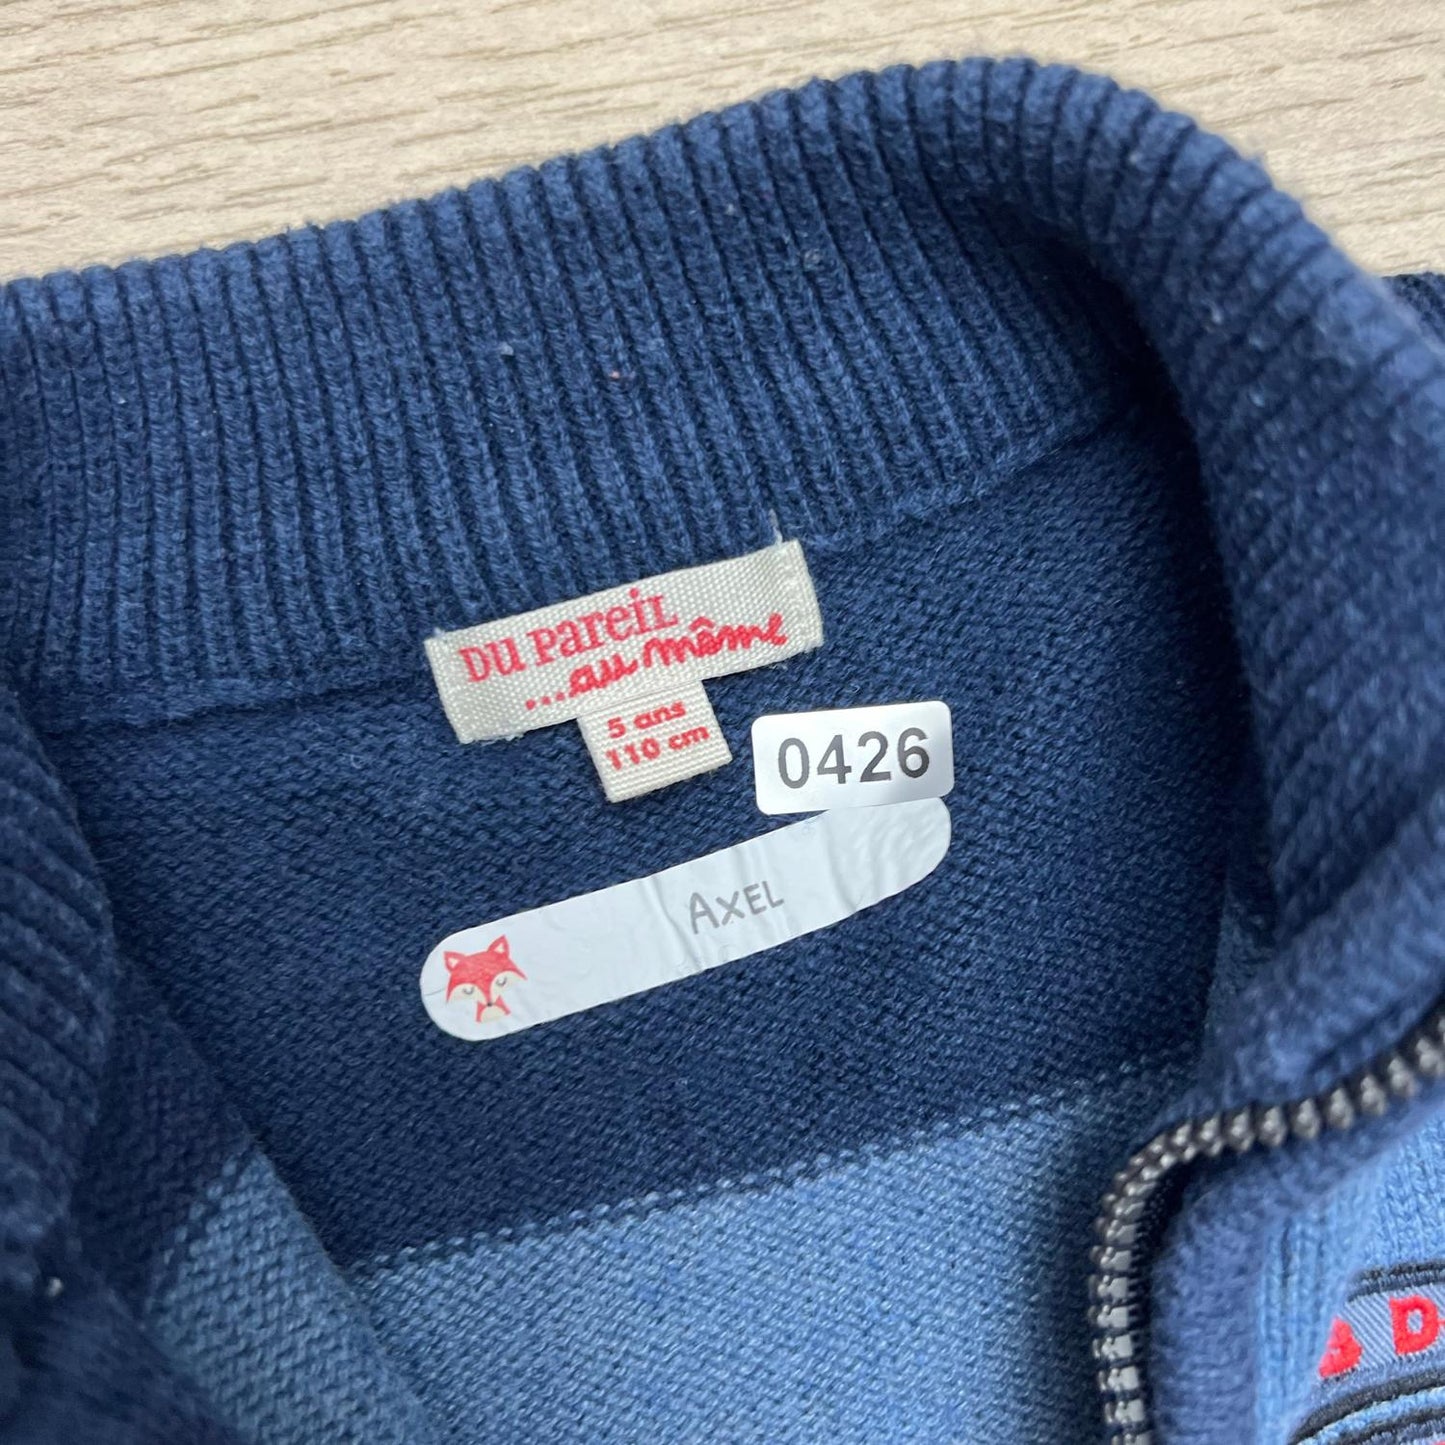 DU PAREIL
...au même
5 ans
110 cm
0426
AXEL